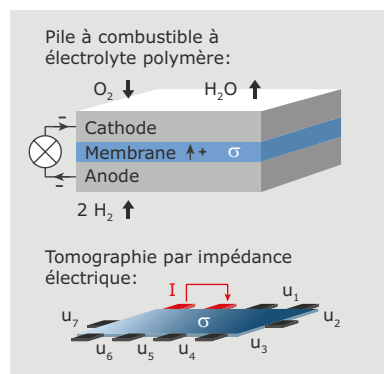 Pile à combustible à
électrolyte polymère:
O₂ H₂O
Cathode
Membrane + σ
Anode
2 H₂
Tomographie par impédance
électrique:
I
u₁
u₇ σ u₂
u₆ u₅ u₄ u₃